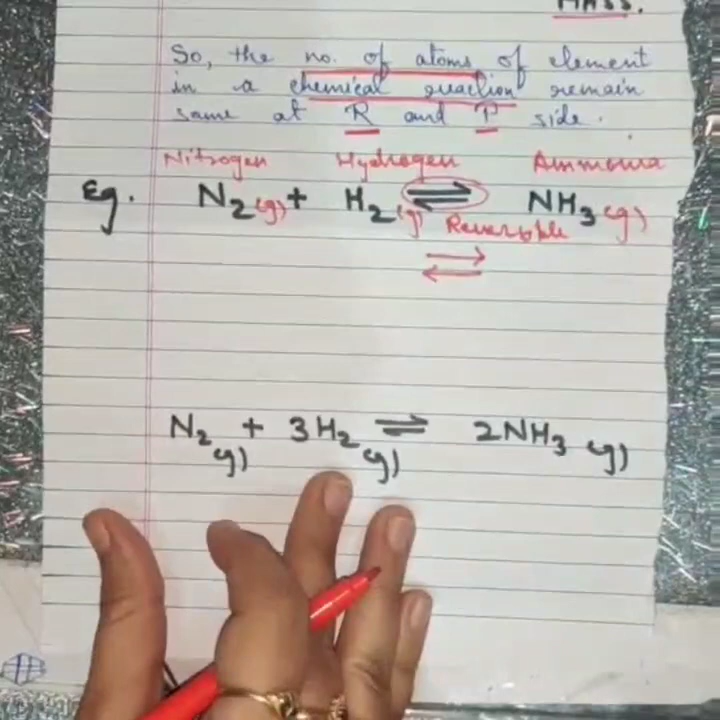 MASS.
So, the no. of atoms of element
in a chemical reaction remain
same at R and P side.
Nitrogen Hydrogen Ammonia
Eg. N₂(g) + H₂(g) ⇌ NH₃(g)
Reversible
⇌
N₂(g) + 3H₂(g) ⇌ 2NH₃(g)